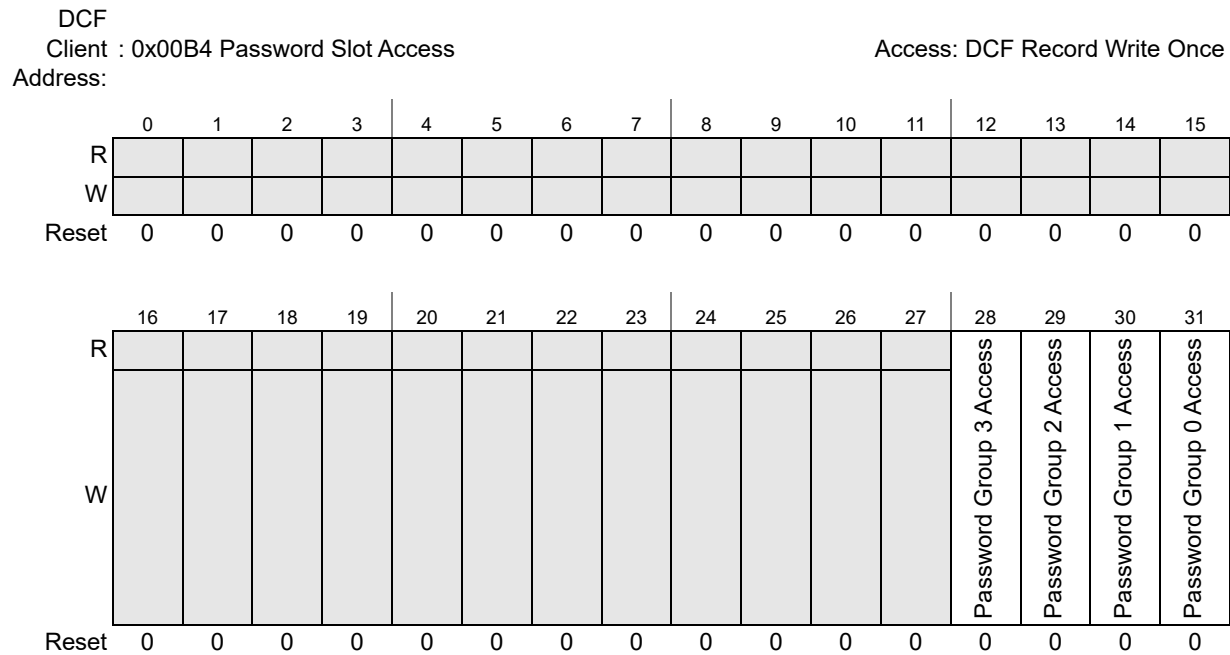 DCF
Client : 0x00B4 Password Slot Access Access: DCF Record Write Once
Address:
0 1 2 3 4 5 6 7 8 9 10 11 12 13 14 15
R
W
Reset 0 0 0 0 0 0 0 0 0 0 0 0 0 0 0 0
16 17 18 19 20 21 22 23 24 25 26 27 28 29 30 31
R
W
Password Group 3 Access
Password Group 2 Access
Password Group 1 Access
Password Group 0 Access
Reset 0 0 0 0 0 0 0 0 0 0 0 0 0 0 0 0